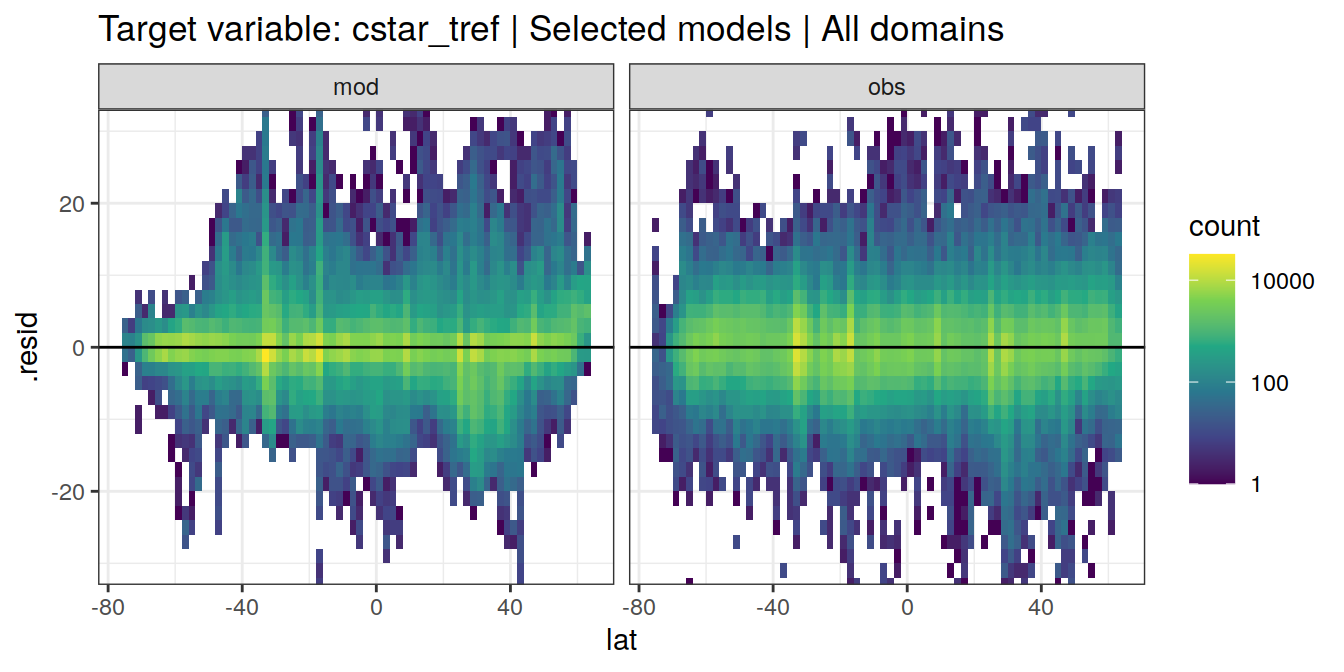 Target variable: cstar_tref | Selected models | All domains
mod
obs
.resid
20
0
-20
-80
-40
0
40
-80
-40
0
40
lat
count
10000
100
1